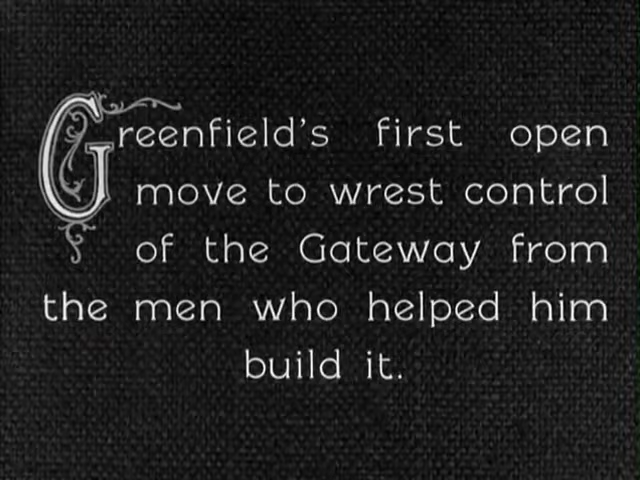 Greenfield's first open
move to wrest control
of the Gateway from
the men who helped him
build it.